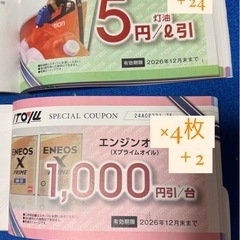 +24
5円/ℓ引
灯油
有効期限 2026年12月末まで
ITOYU
SPECIAL COUPON
×4枚
+2
エンジンオ
(Xプライムオイル)
ENEOS
X
PRIME
ENEOS
X
PRIME
1,000円引/台
有効期限 2026年12月末まで